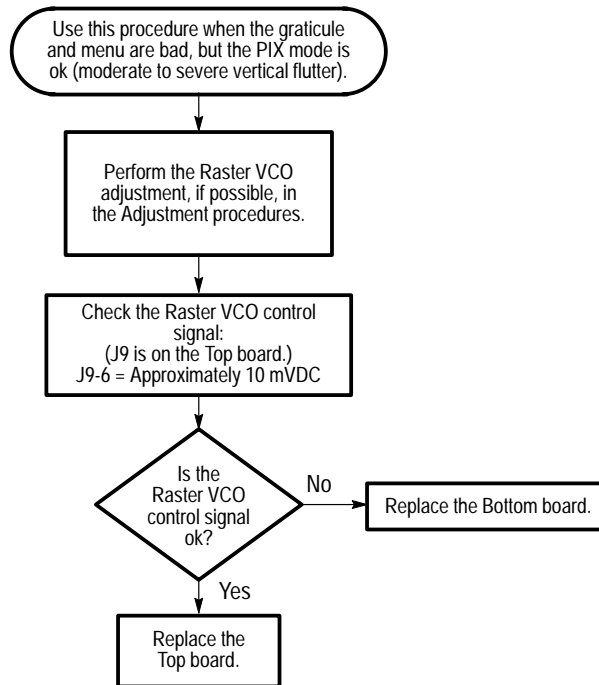 Use this procedure when the graticule
and menu are bad, but the PIX mode is
ok (moderate to severe vertical flutter).
Perform the Raster VCO
adjustment, if possible, in
the Adjustment procedures.
Check the Raster VCO control
signal:
(J9 is on the Top board.)
J9-6 = Approximately 10 mVDC
Is the
Raster VCO
control signal
ok?
No
Replace the Bottom board.
Yes
Replace the
Top board.